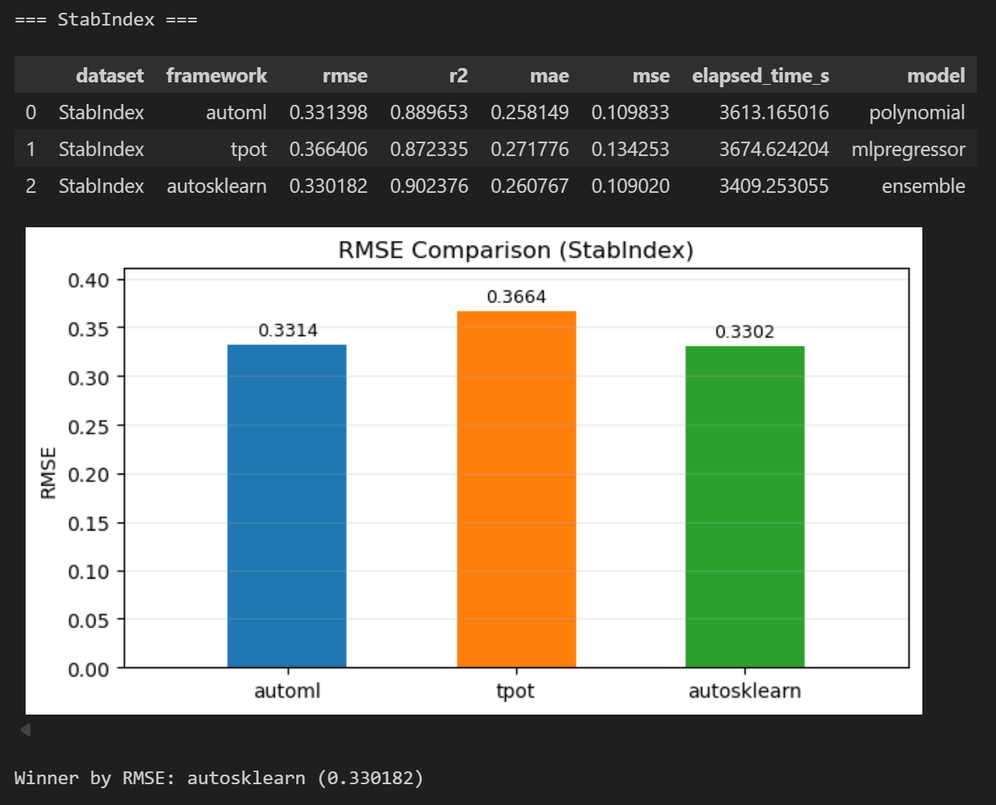 === StabIndex ===
dataset framework rmse r2 mae mse elapsed_time_s model
0 StabIndex automl 0.331398 0.889653 0.258149 0.109833 3613.165016 polynomial
1 StabIndex tpot 0.366406 0.872335 0.271776 0.134253 3674.624204 mlpregressor
2 StabIndex autosklearn 0.330182 0.902376 0.260767 0.109020 3409.253055 ensemble
RMSE Comparison (StabIndex)
0.40
0.35
0.30
0.25
0.20
0.15
0.10
0.05
0.00
RMSE
0.3314
0.3664
0.3302
automl tpot autosklearn
Winner by RMSE: autosklearn (0.330182)